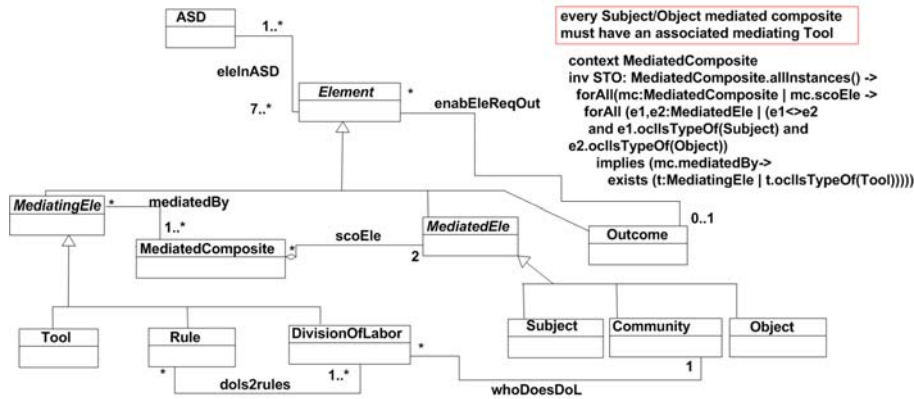 ASD
every Subject/Object mediated composite
must have an associated mediating Tool
1..*
eleInASD
context MediatedComposite
inv STO: MediatedComposite.allInstances() ->
forAll(mc:MediatedComposite | mc.scoEle ->
forAll (e1,e2:MediatedEle | (e1<>e2
and e1.oclIsTypeOf(Subject) and
e2.oclIsTypeOf(Object))
implies (mc.mediatedBy->
exists (t:MediatingEle | t.oclIsTypeOf(Tool)))))
Element
*
7..*
enabEleReqOut
MediatingEle
*
mediatedBy
1..*
MediatedComposite
*
scoEle
2
MediatedEle
0..1
Outcome
Tool
Rule
DivisionOfLabor
Subject
Community
Object
*
dols2rules
1..*
*
whoDoesDoL
1